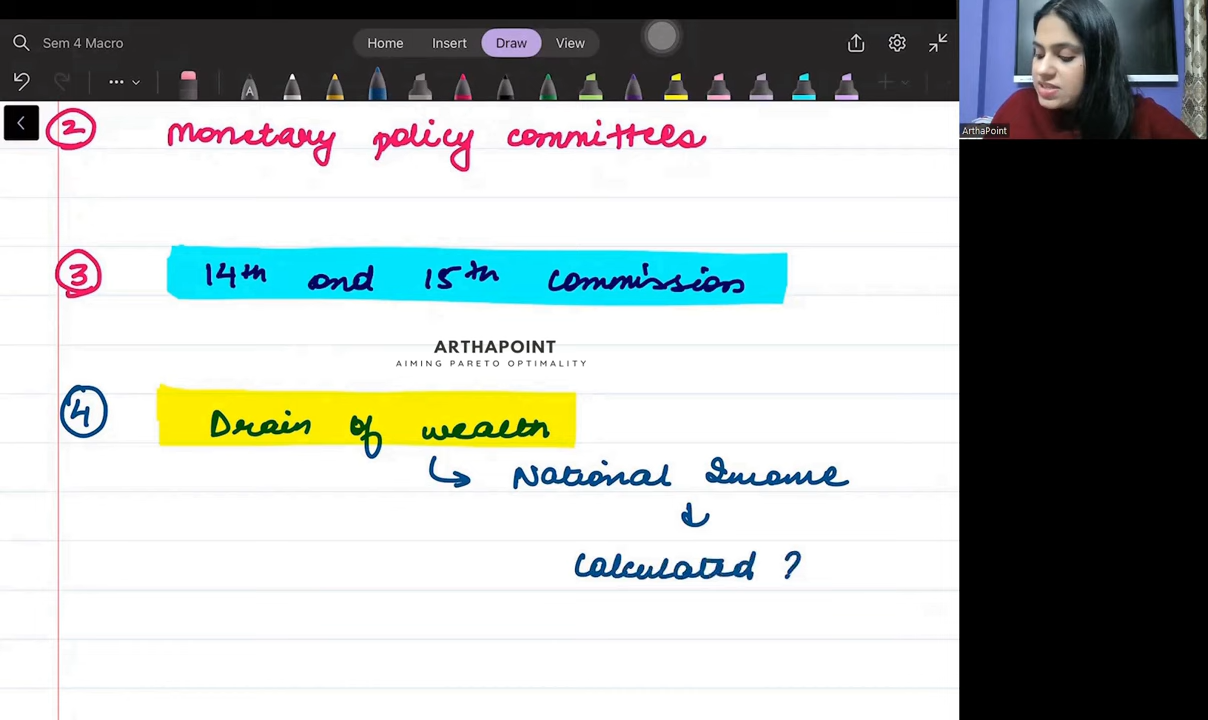 Sem 4 Macro
Home Insert Draw View
A
ArthaPoint
2 Monetary policy committees
3 14th and 15th commission
ARTHAPOINT
AIMING PARETO OPTIMALITY
4 Drain of wealth
↳ National Income
↓
Calculated ?